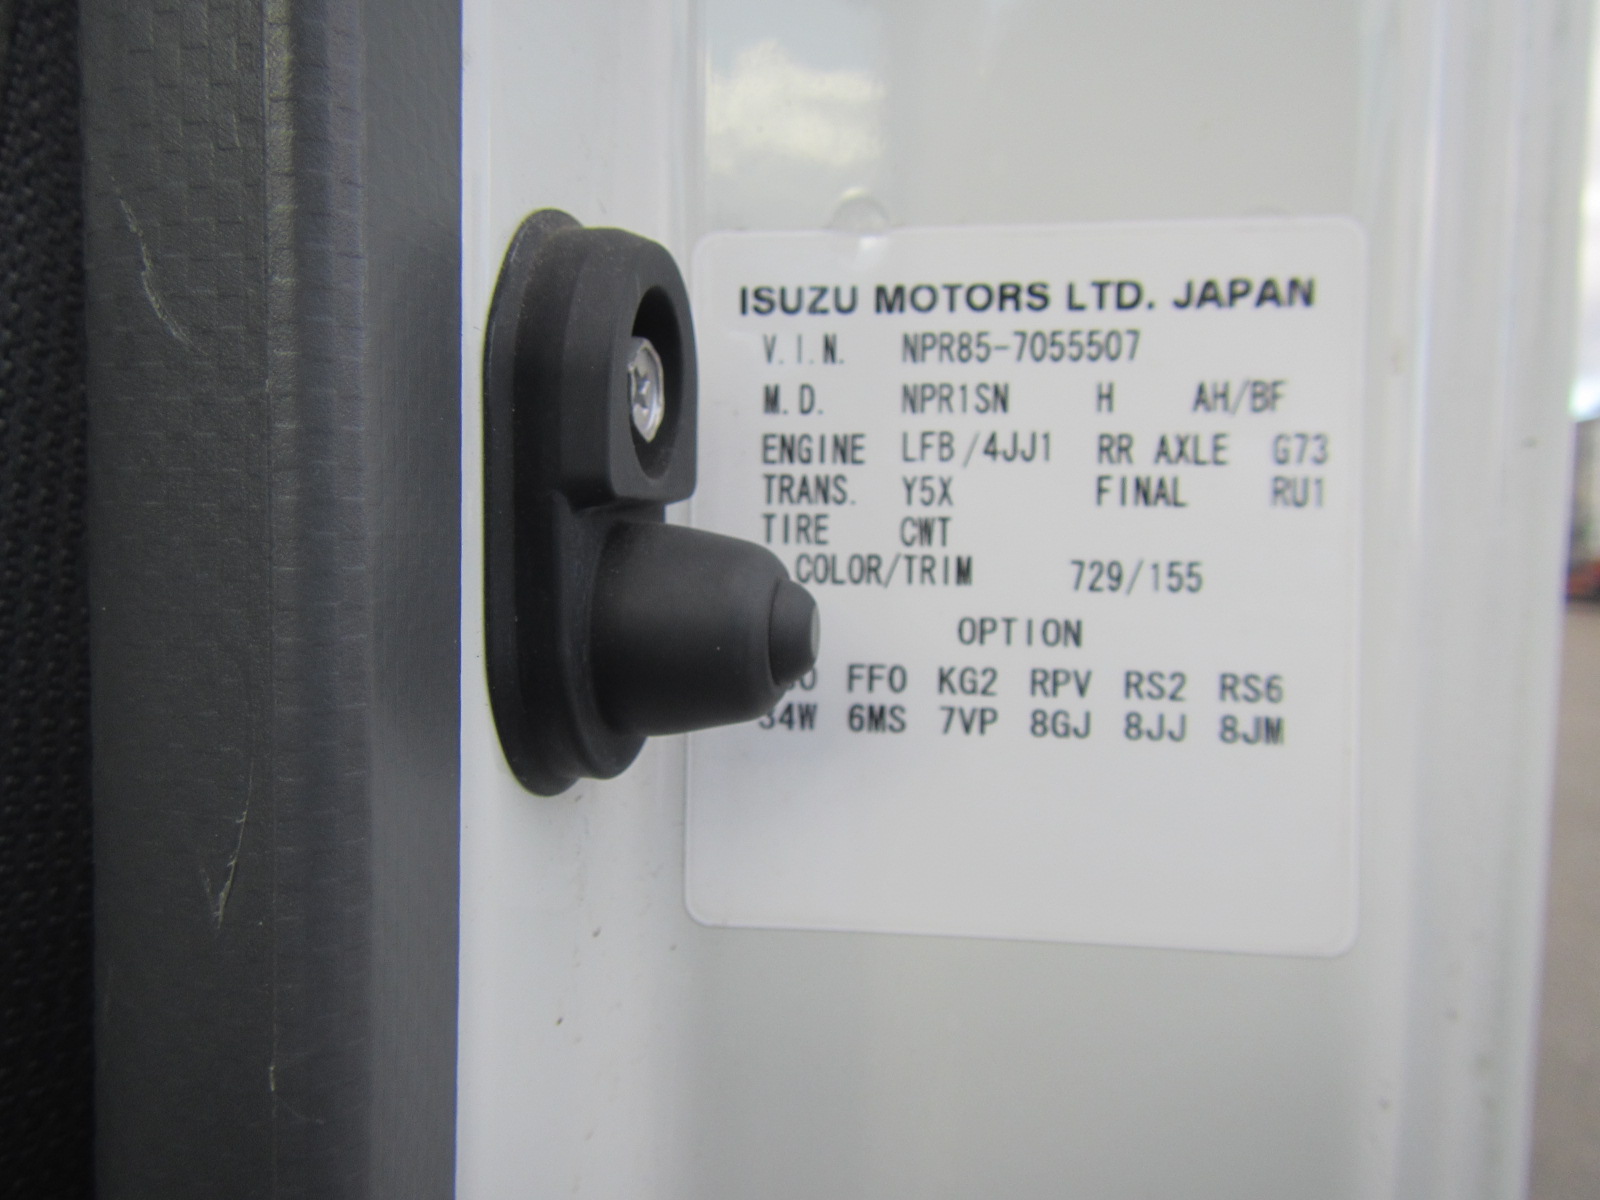 ISUZU MOTORS LTD. JAPAN
V.I.N. NPR85-7055507
M.D. NPR1SN H AH/BF
ENGINE LFB/4JJ1 RR AXLE G73
TRANS. Y5X FINAL RU1
TIRE CWT
COLOR/TRIM 729/155
OPTION
FFO KG2 RPV RS2 RS6
6MS 7VP 8GJ 8JJ 8JM